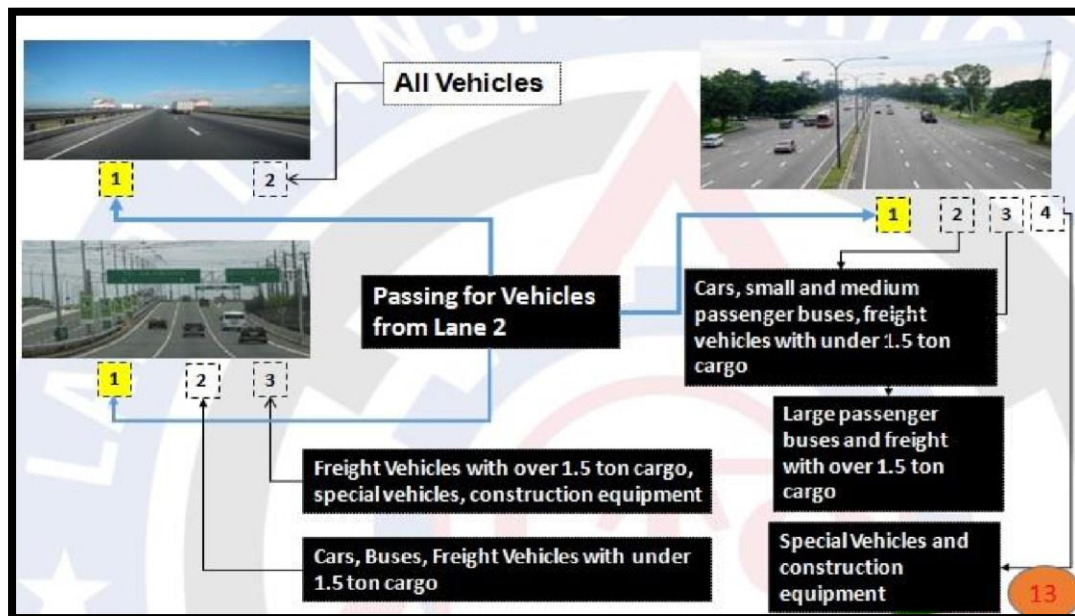 All Vehicles
1
2
1
2
3
4
Passing for Vehicles
from Lane 2
Cars, small and medium
passenger buses, freight
vehicles with under 1.5 ton
cargo
1
2
3
Large passenger
buses and freight
with over 1.5 ton
cargo
Freight Vehicles with over 1.5 ton cargo,
special vehicles, construction equipment
Cars, Buses, Freight Vehicles with under
1.5 ton cargo
Special Vehicles and
construction
equipment
13